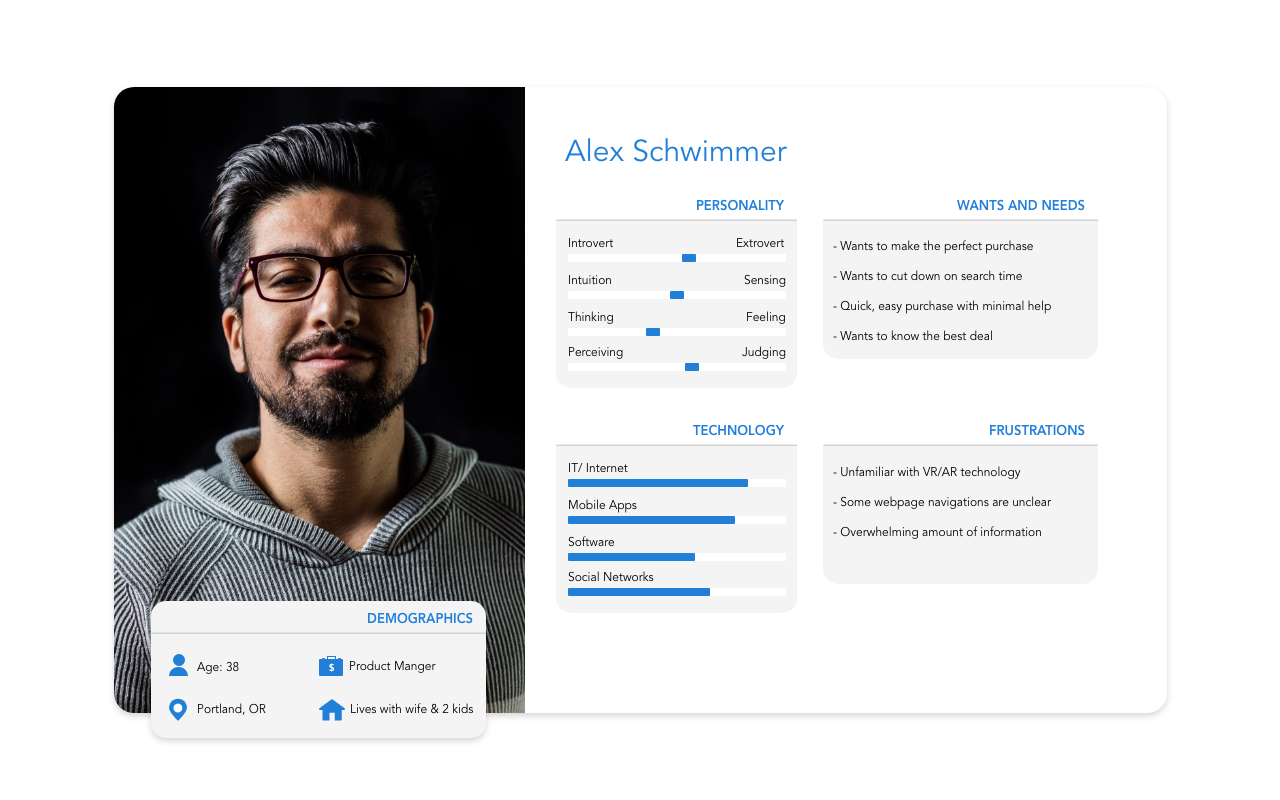 Alex Schwimmer
PERSONALITY
Introvert Extrovert
Intuition Sensing
Thinking Feeling
Perceiving Judging
WANTS AND NEEDS
- Wants to make the perfect purchase
- Wants to cut down on search time
- Quick, easy purchase with minimal help
- Wants to know the best deal
TECHNOLOGY
IT/ Internet
Mobile Apps
Software
Social Networks
FRUSTRATIONS
- Unfamiliar with VR/AR technology
- Some webpage navigations are unclear
- Overwhelming amount of information
DEMOGRAPHICS
Age: 38
$ Product Manger
Portland, OR
Lives with wife & 2 kids